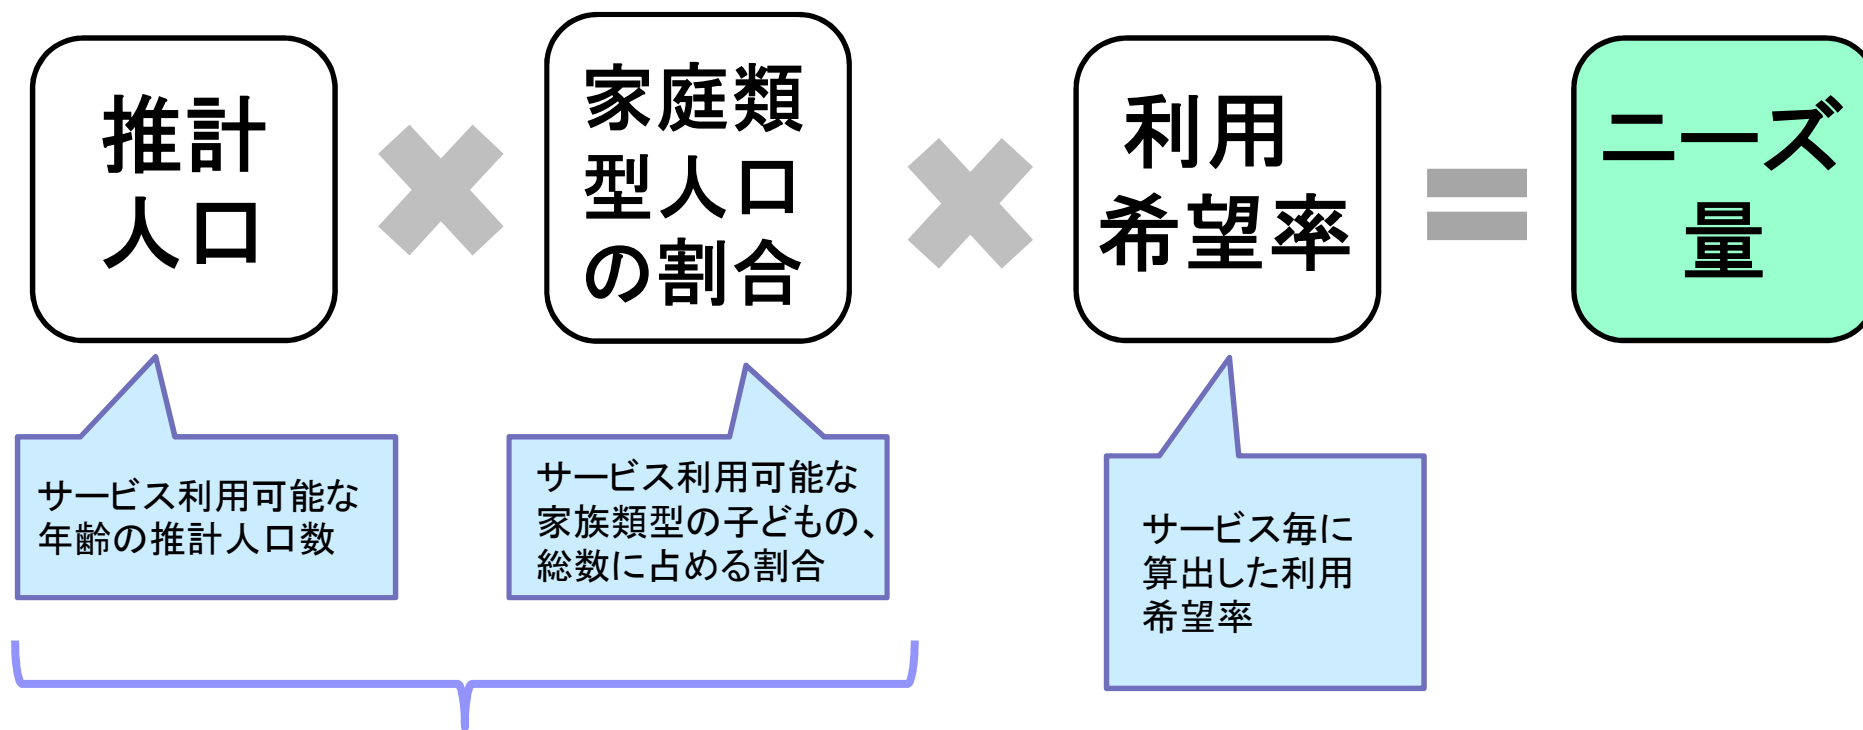 推計
人口
家庭類
型人口
の割合
利用
希望率
ニーズ
量
サービス利用可能な
年齢の推計人口数
サービス利用可能な
家族類型の子どもの、
総数に占める割合
サービス毎に
算出した利用
希望率